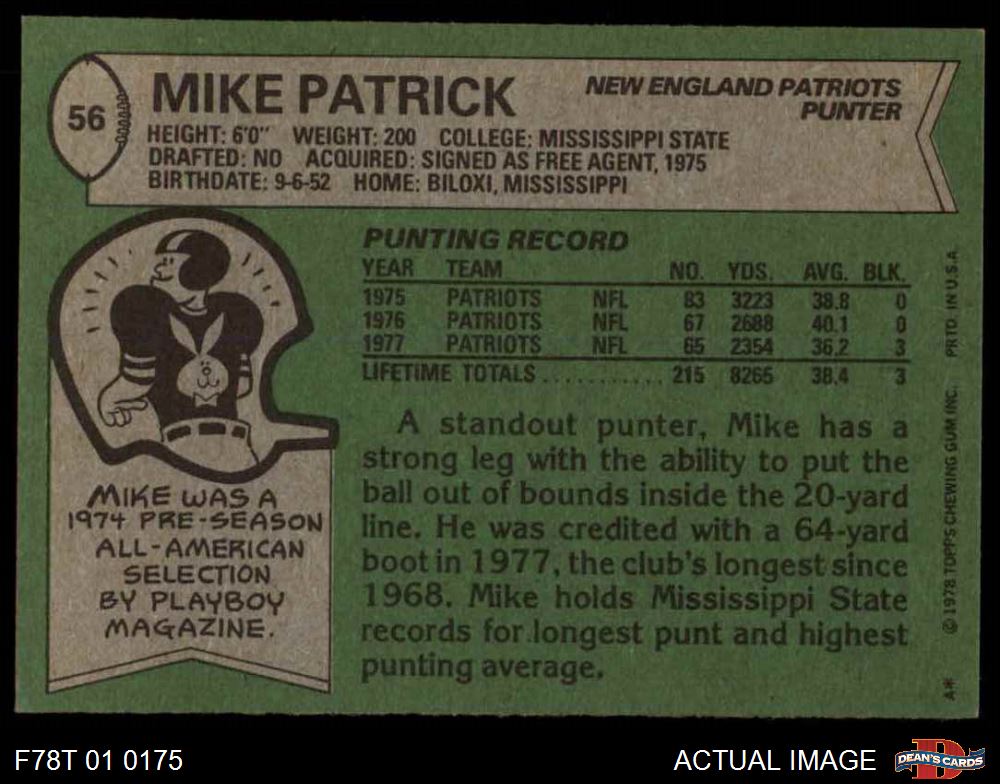 56
MIKE PATRICK
NEW ENGLAND PATRIOTS
PUNTER
HEIGHT: 6'0" WEIGHT: 200 COLLEGE: MISSISSIPPI STATE
DRAFTED: NO ACQUIRED: SIGNED AS FREE AGENT, 1975
BIRTHDATE: 9-6-52 HOME: BILOXI, MISSISSIPPI
PUNTING RECORD
YEAR TEAM NO. YDS. AVG. BLK.
1975 PATRIOTS NFL 83 3223 38.8 0
1976 PATRIOTS NFL 67 2688 40.1 0
1977 PATRIOTS NFL 65 2354 36.2 3
LIFETIME TOTALS ........... 215 8265 38.4 3
A standout punter, Mike has a
strong leg with the ability to put the
ball out of bounds inside the 20-yard
line. He was credited with a 64-yard
boot in 1977, the club's longest since
1968. Mike holds Mississippi State
records for longest punt and highest
punting average.
MIKE WAS A
1974 PRE-SEASON
ALL-AMERICAN
SELECTION
BY PLAYBOY
MAGAZINE.
A* © 1978 TOPPS CHEWING GUM INC. PRTD. IN U.S.A.
F78T 01 0175
ACTUAL IMAGE
DEAN'S CARDS